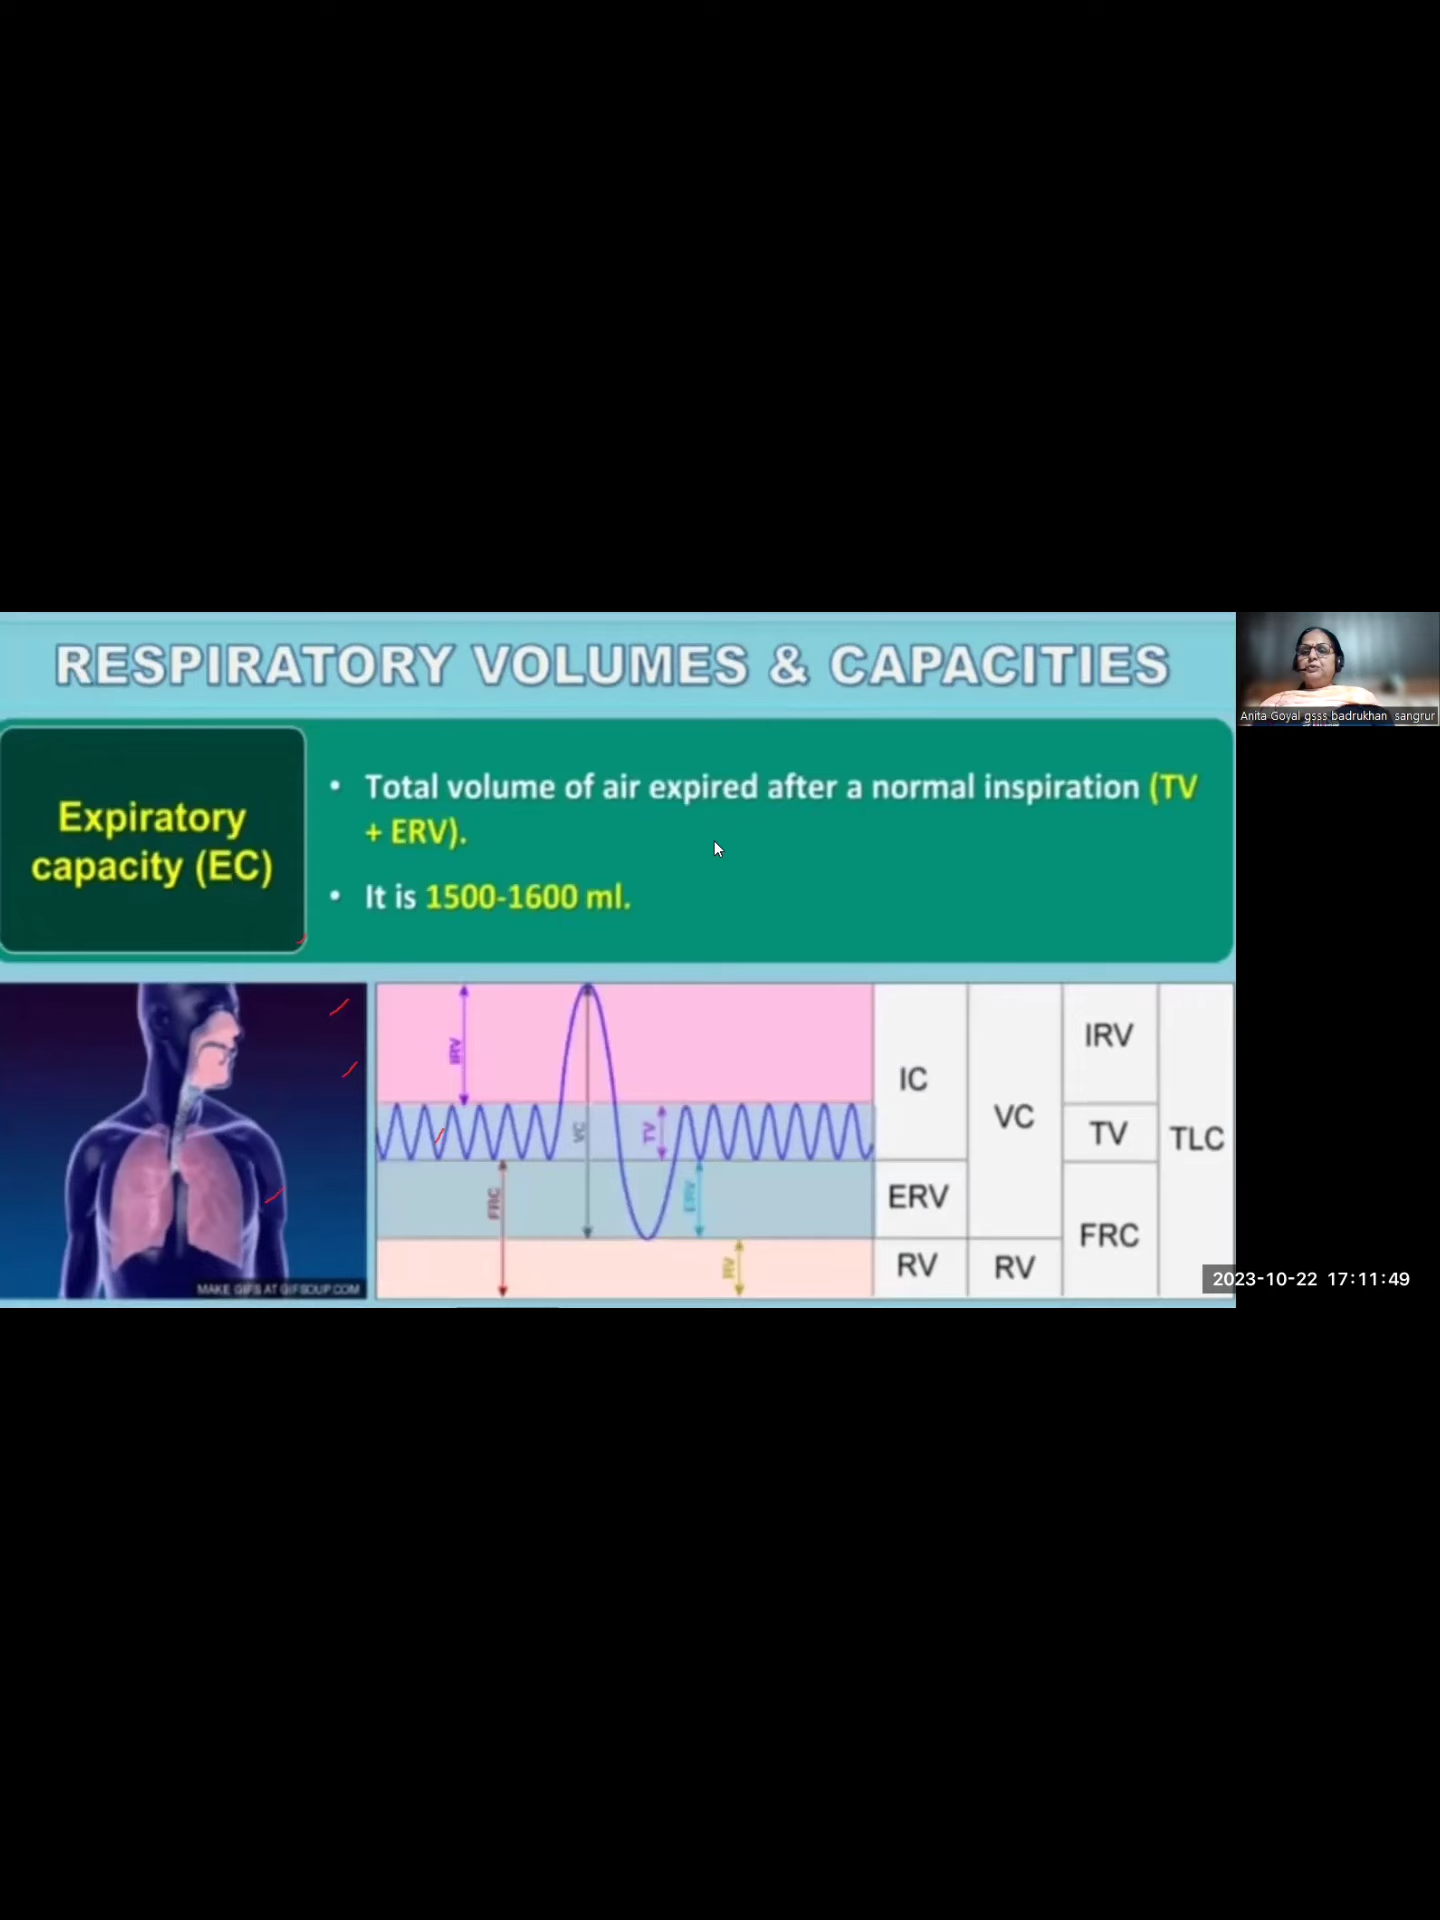 RESPIRATORY VOLUMES & CAPACITIES
Expiratory
capacity (EC)
• Total volume of air expired after a normal inspiration (TV
+ ERV).
• It is 1500-1600 ml.
Anita Goyal gsss badrukhan sangrur
MAKE GIFS AT GIFSOUP.COM
IRV
VC
TV
FRC
ERV
RV
IC
VC
IRV
TV
TLC
ERV
FRC
RV
RV
2023-10-22 17:11:49